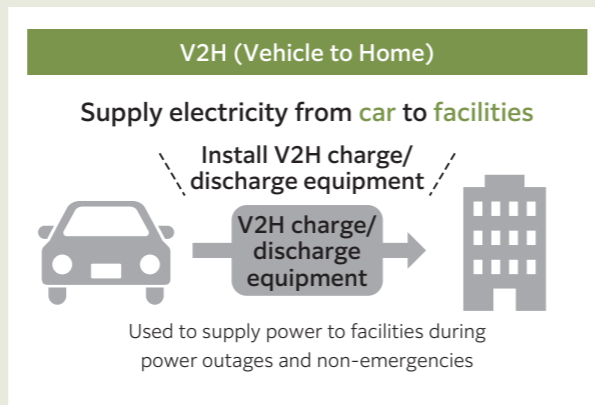 V2H (Vehicle to Home)
Supply electricity from car to facilities
Install V2H charge/
discharge equipment
V2H charge/
discharge
equipment
Used to supply power to facilities during
power outages and non-emergencies